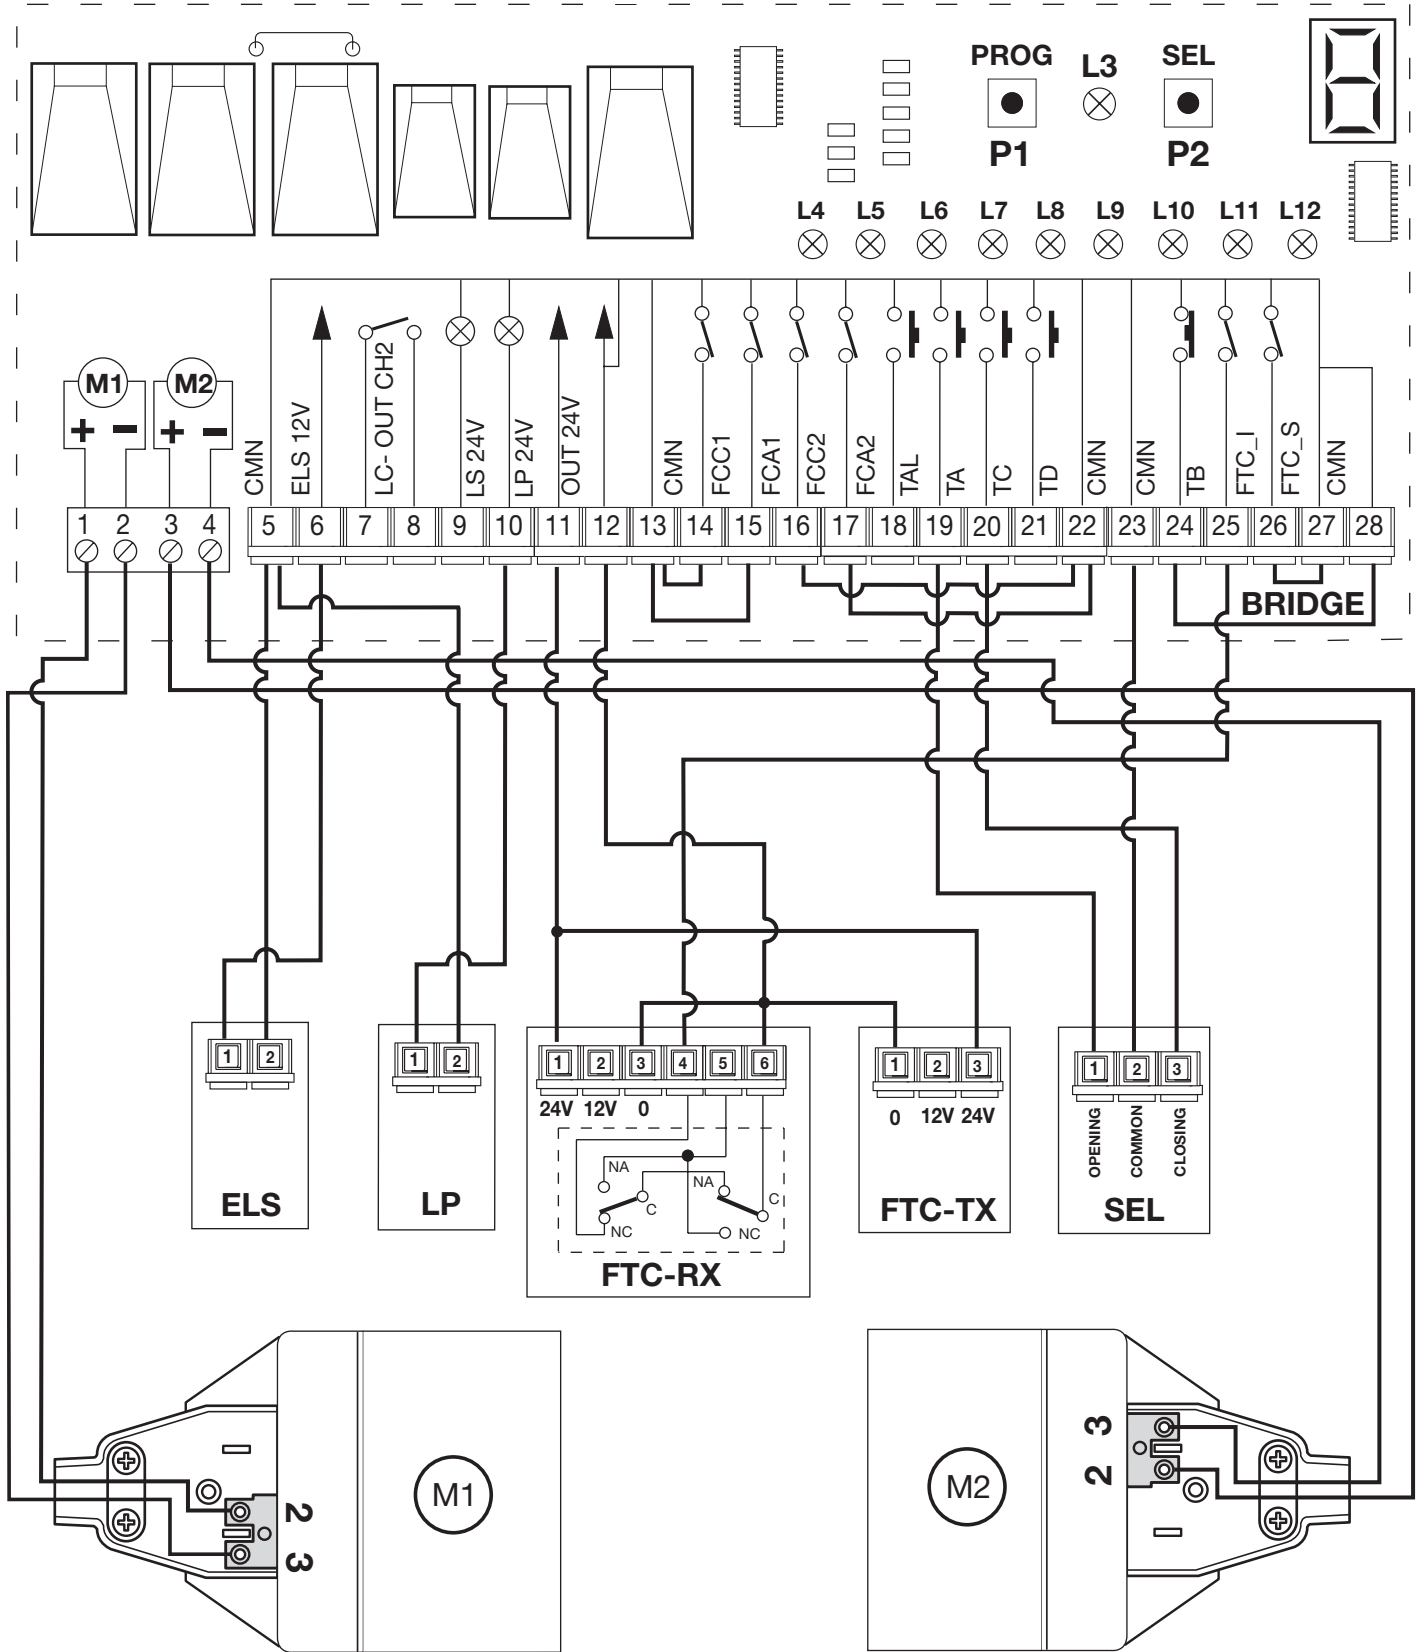 PROG L3 SEL
P1 P2
L4 L5 L6 L7 L8 L9 L10 L11 L12
M1 M2
+ − + −
CMN
ELS 12V
LC- OUT CH2
LS 24V
LP 24V
OUT 24V
CMN
FCC1
FCA1
FCC2
FCA2
TAL
TA
TC
TD
CMN
CMN
TB
FTC_I
FTC_S
CMN
1 2 3 4
5 6 7 8 9 10 11 12 13 14 15 16 17 18 19 20 21 22 23 24 25 26 27 28
BRIDGE
1 2
ELS
1 2
LP
1 2 3 4 5 6
24V 12V 0
NA
C
NC
NA
C
NC
FTC-RX
1 2 3
0 12V 24V
FTC-TX
1 2 3
OPENING
COMMON
CLOSING
SEL
M1
2
3
M2
3
2